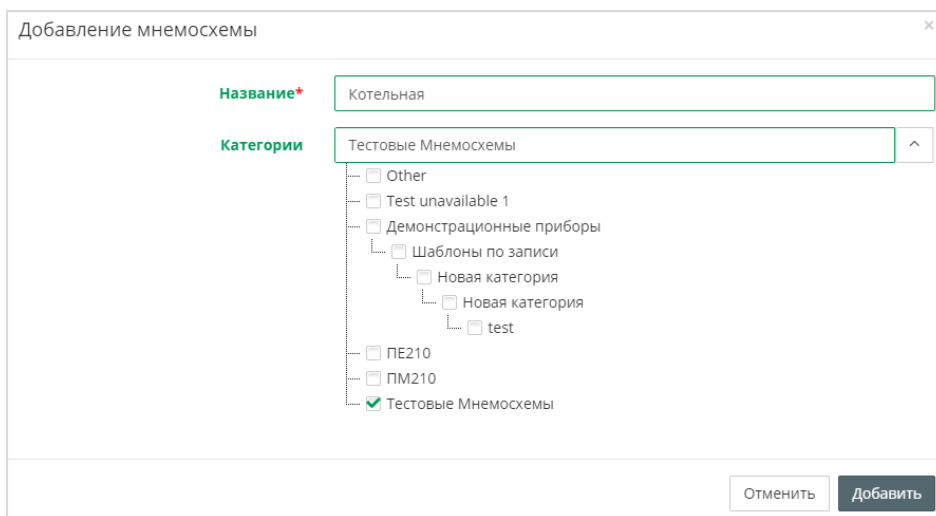 Добавление мнемосхемы
Название* Котельная
Категории Тестовые Мнемосхемы
Other
Test unavailable 1
Демонстрационные приборы
Шаблоны по записи
Новая категория
Новая категория
test
ПЕ210
ПМ210
Тестовые Мнемосхемы
Отменить Добавить